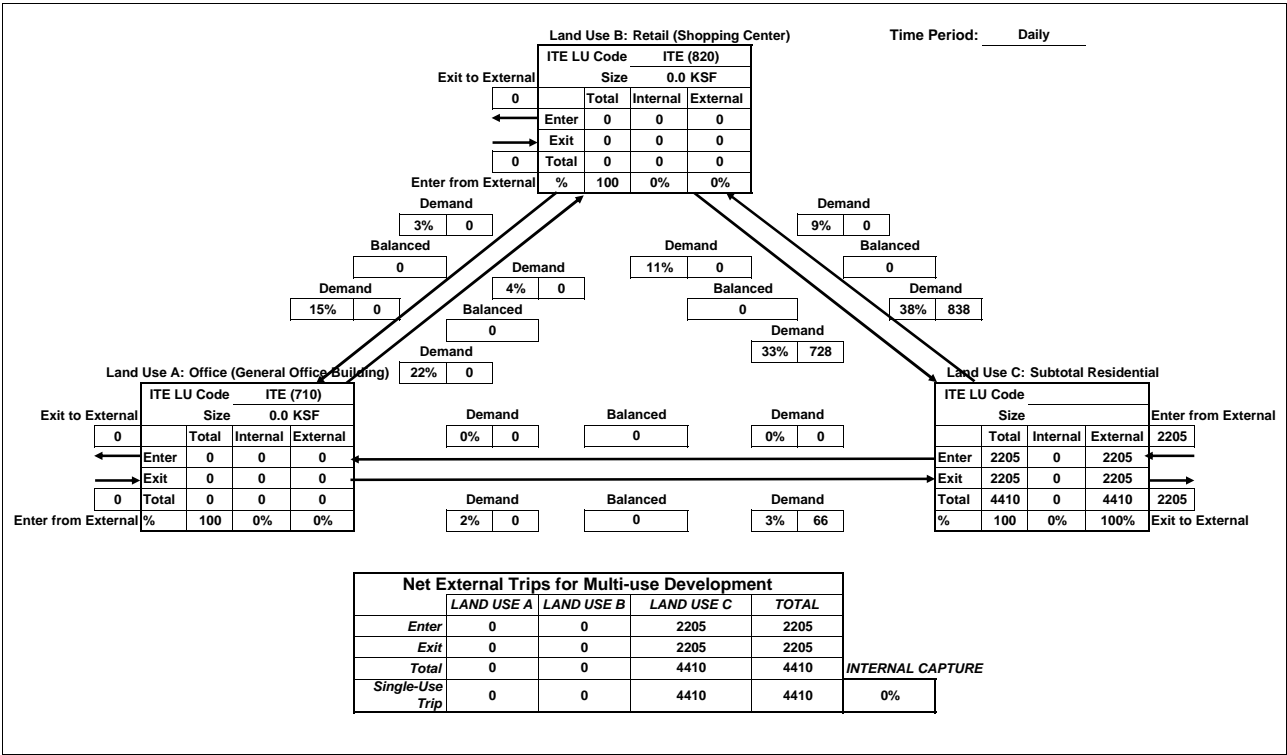 Land Use B: Retail (Shopping Center)
Time Period: Daily
ITE LU Code ITE (820)
Exit to External Size 0.0 KSF
0 Total Internal External
Enter 0 0 0
Exit 0 0 0
0 Total 0 0 0
Enter from External % 100 0% 0%
Demand Demand
3% 0 9% 0
Balanced Demand Balanced
0 Demand 11% 0 0
Demand 4% 0 Balanced Demand
15% 0 Balanced 0 38% 838
0 Demand
Demand 33% 728
Land Use A: Office (General Office Building) 22% 0 Land Use C: Subtotal Residential
ITE LU Code ITE (710) ITE LU Code
Exit to External Size 0.0 KSF Demand Balanced Demand Size Enter from External
0 Total Internal External 0% 0 0 0% 0 Total Internal External 2205
Enter 0 0 0 Enter 2205 0 2205
Exit 0 0 0 Exit 2205 0 2205
0 Total 0 0 0 Demand Balanced Demand Total 4410 0 4410 2205
Enter from External % 100 0% 0% 2% 0 0 3% 66 % 100 0% 100% Exit to External
Net External Trips for Multi-use Development
LAND USE A LAND USE B LAND USE C TOTAL
Enter 0 0 2205 2205
Exit 0 0 2205 2205
Total 0 0 4410 4410 INTERNAL CAPTURE
Single-Use Trip 0 0 4410 4410 0%